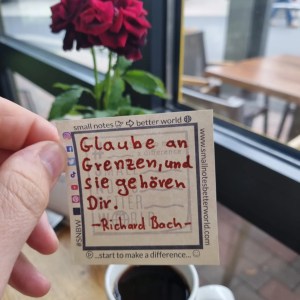 small notes better world
Glaube an
Grenzen, und
sie gehören
Dir.
-Richard Bach-
www.smallnotesbetterworld.com
#SNBW
...start to make a difference...